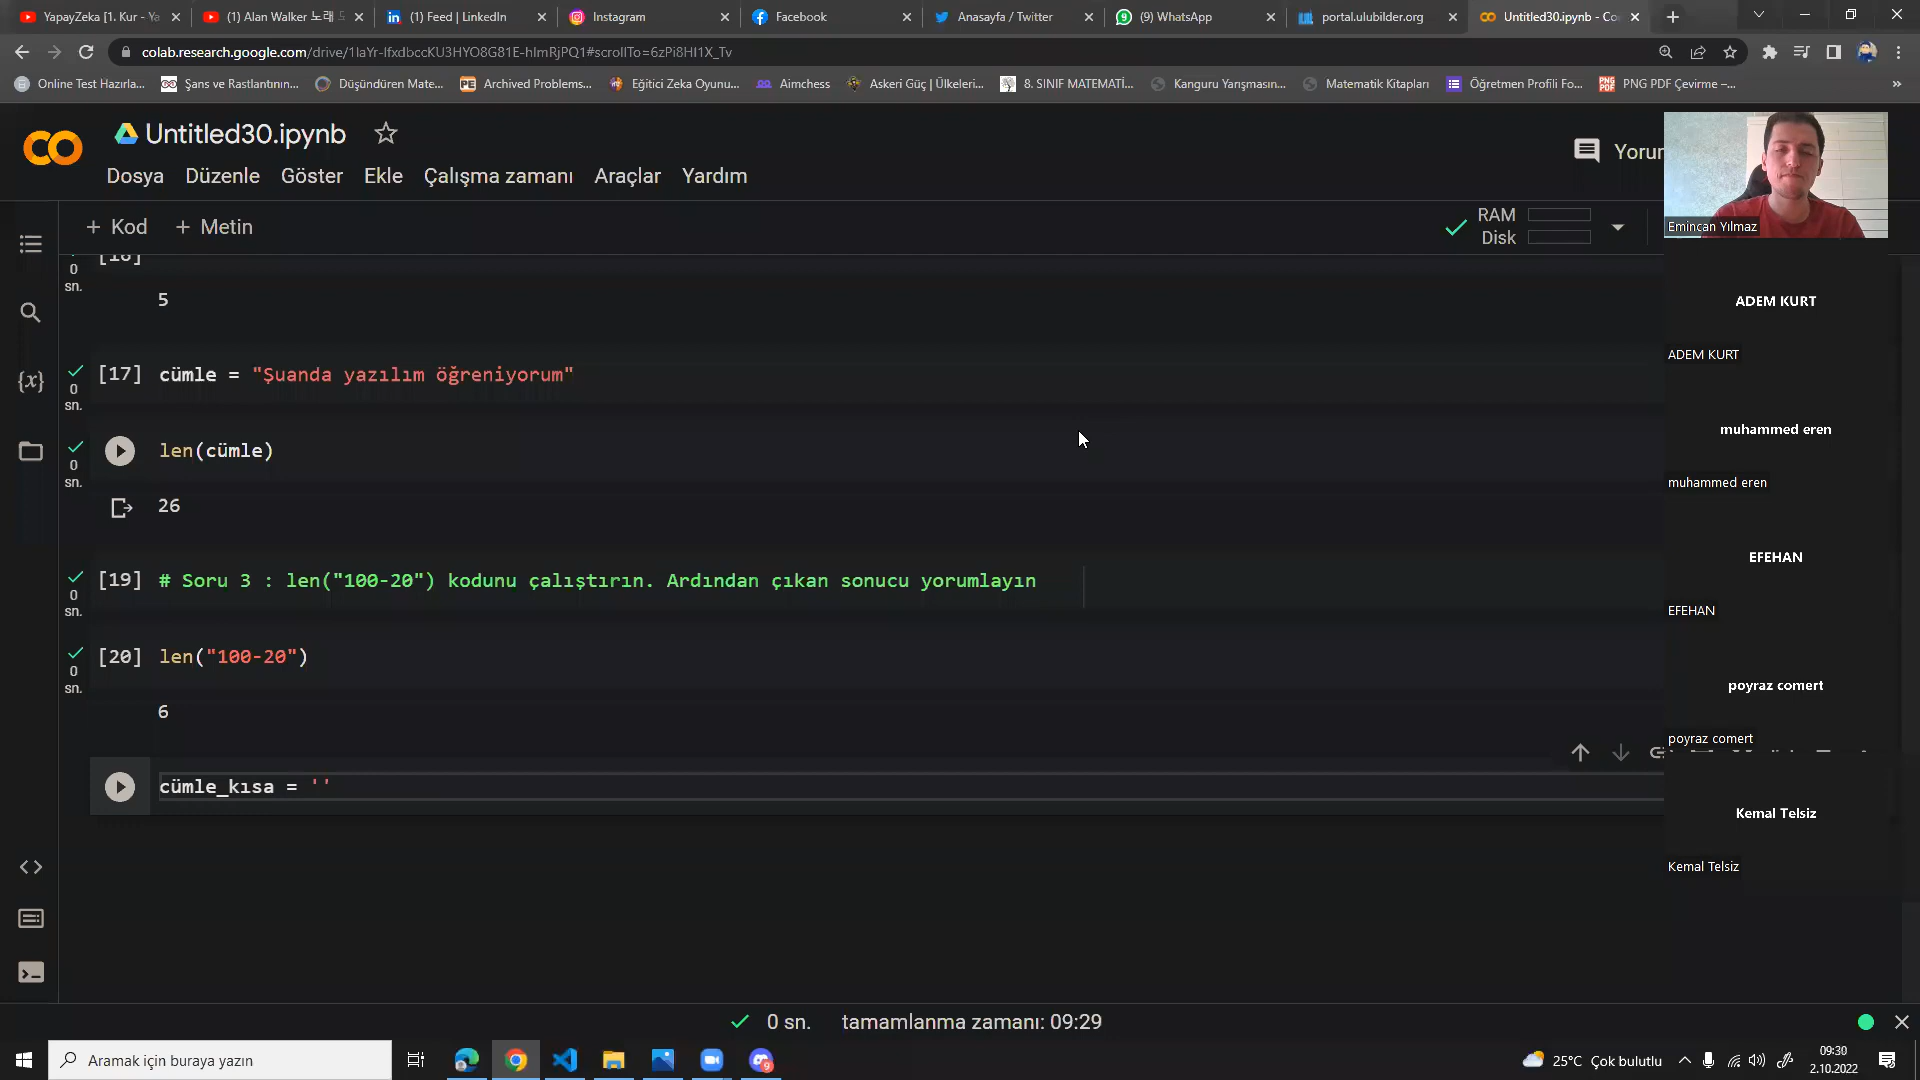 YapayZeka [1. Kur - Ya
(1) Alan Walker 노래
(1) Feed | LinkedIn
Instagram
Facebook
Anasayfa / Twitter
(9) WhatsApp
portal.ulubilder.org
Untitled30.ipynb - Co
colab.research.google.com/drive/1IaYr-IfxdbccKU3HYO8G81E-hImRjPQ1#scrollTo=6zPi8HI1X_Tv
Online Test Hazırla...
Şans ve Rastlantının...
Düşündüren Mate...
Archived Problems...
Eğitici Zeka Oyunu...
Aimchess
Askeri Güç | Ülkeleri...
8. SINIF MATEMATİ...
Kanguru Yarışması...
Matematik Kitapları
Öğretmen Profili Fo...
PNG PDF Çevirme –...
Untitled30.ipynb
Dosya Düzenle Göster Ekle Çalışma zamanı Araçlar Yardım
Yorum
+ Kod + Metin
RAM
Disk
Emincan Yılmaz
[16]
0
sn.
5
[17] cümle = "Şuanda yazılım öğreniyorum"
0
sn.
len(cümle)
0
sn.
26
[19] # Soru 3 : len("100-20") kodunu çalıştırın. Ardından çıkan sonucu yorumlayın
0
sn.
[20] len("100-20")
0
sn.
6
cümle_kısa = ''
ADEM KURT
ADEM KURT
muhammed eren
muhammed eren
EFEHAN
EFEHAN
poyraz comert
poyraz comert
Kemal Telsiz
Kemal Telsiz
0 sn. tamamlanma zamanı: 09:29
Aramak için buraya yazın
25°C Çok bulutlu
09:30
2.10.2022